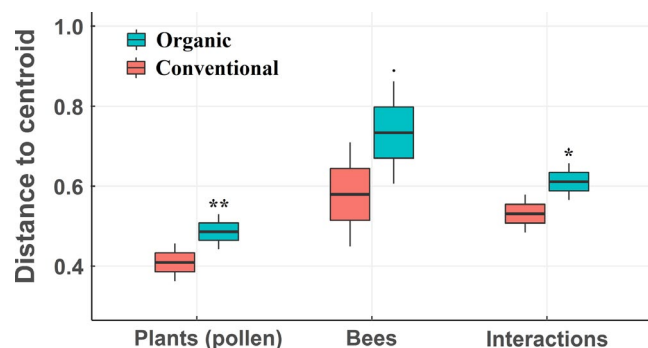 Distance to centroid
1.0
0.8
0.6
0.4
Organic
Conventional
**
.
*
Plants (pollen) Bees Interactions